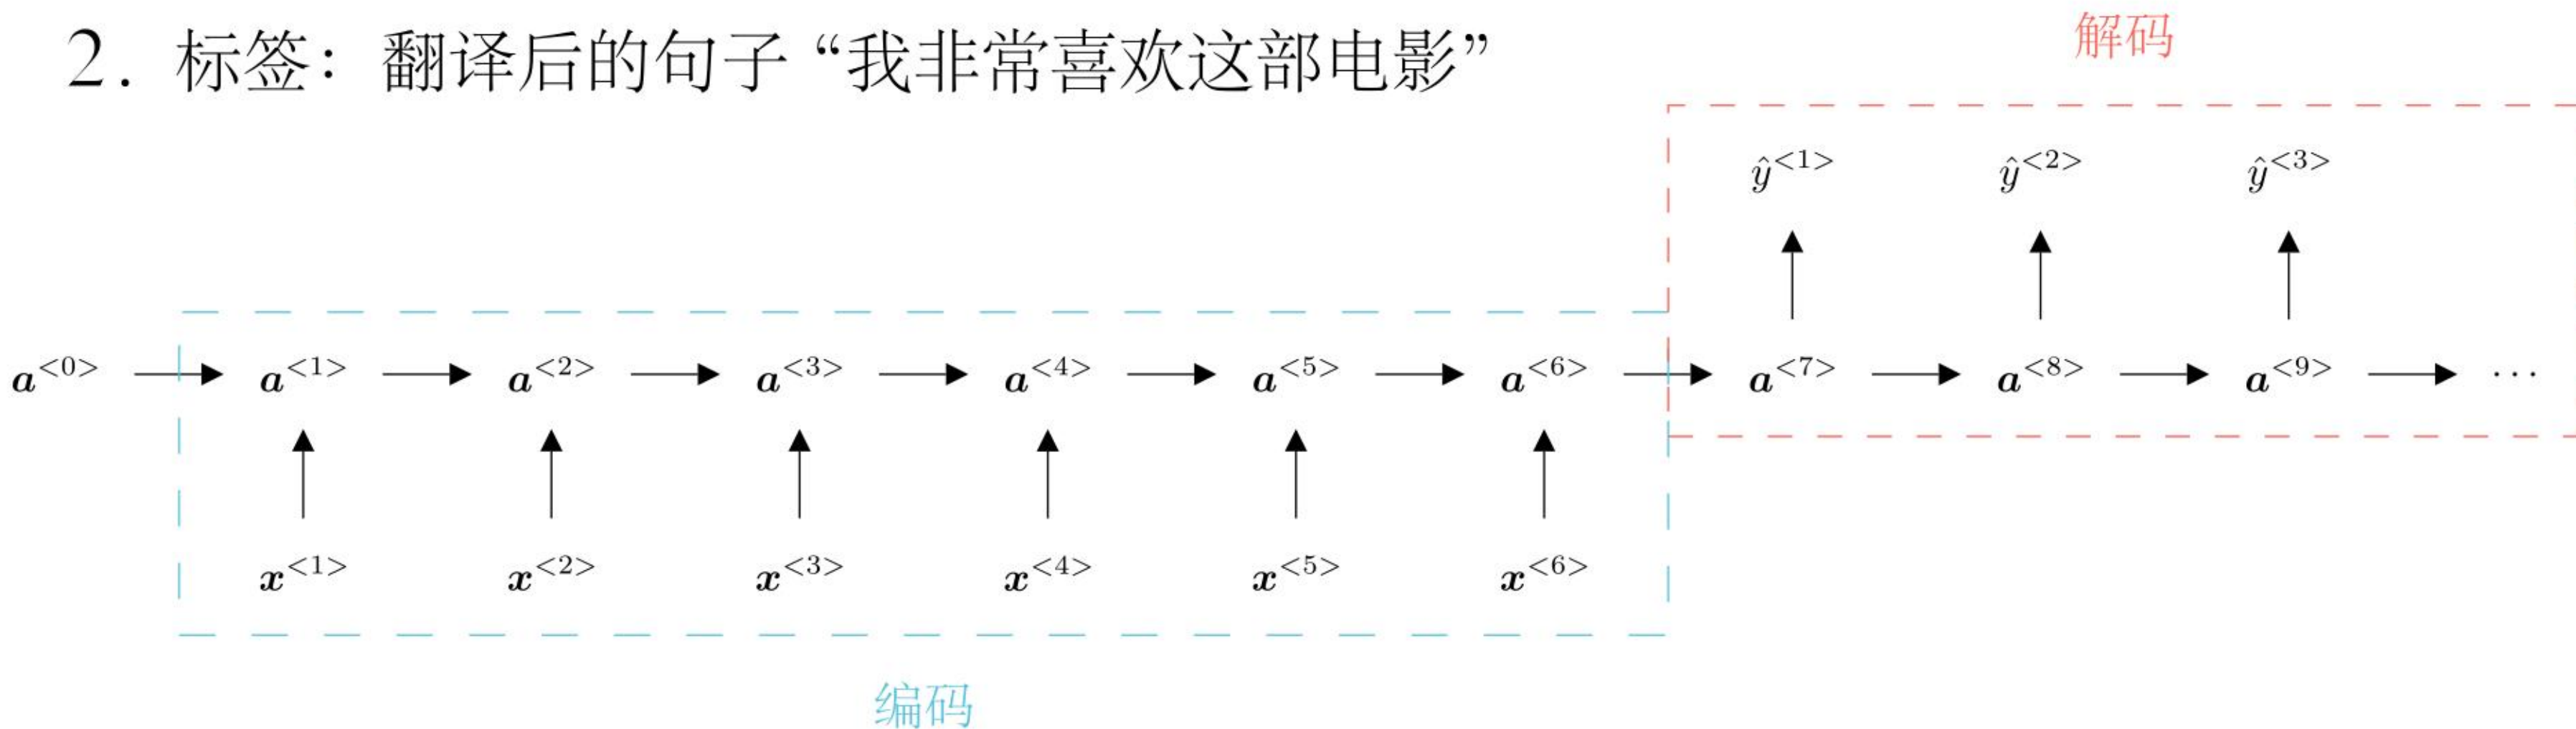 2. 标签：翻译后的句子 “我非常喜欢这部电影”
解码
ŷ^{<1>} ŷ^{<2>} ŷ^{<3>}
a^{<0>} a^{<1>} a^{<2>} a^{<3>} a^{<4>} a^{<5>} a^{<6>} a^{<7>} a^{<8>} a^{<9>} ···
x^{<1>} x^{<2>} x^{<3>} x^{<4>} x^{<5>} x^{<6>}
编码